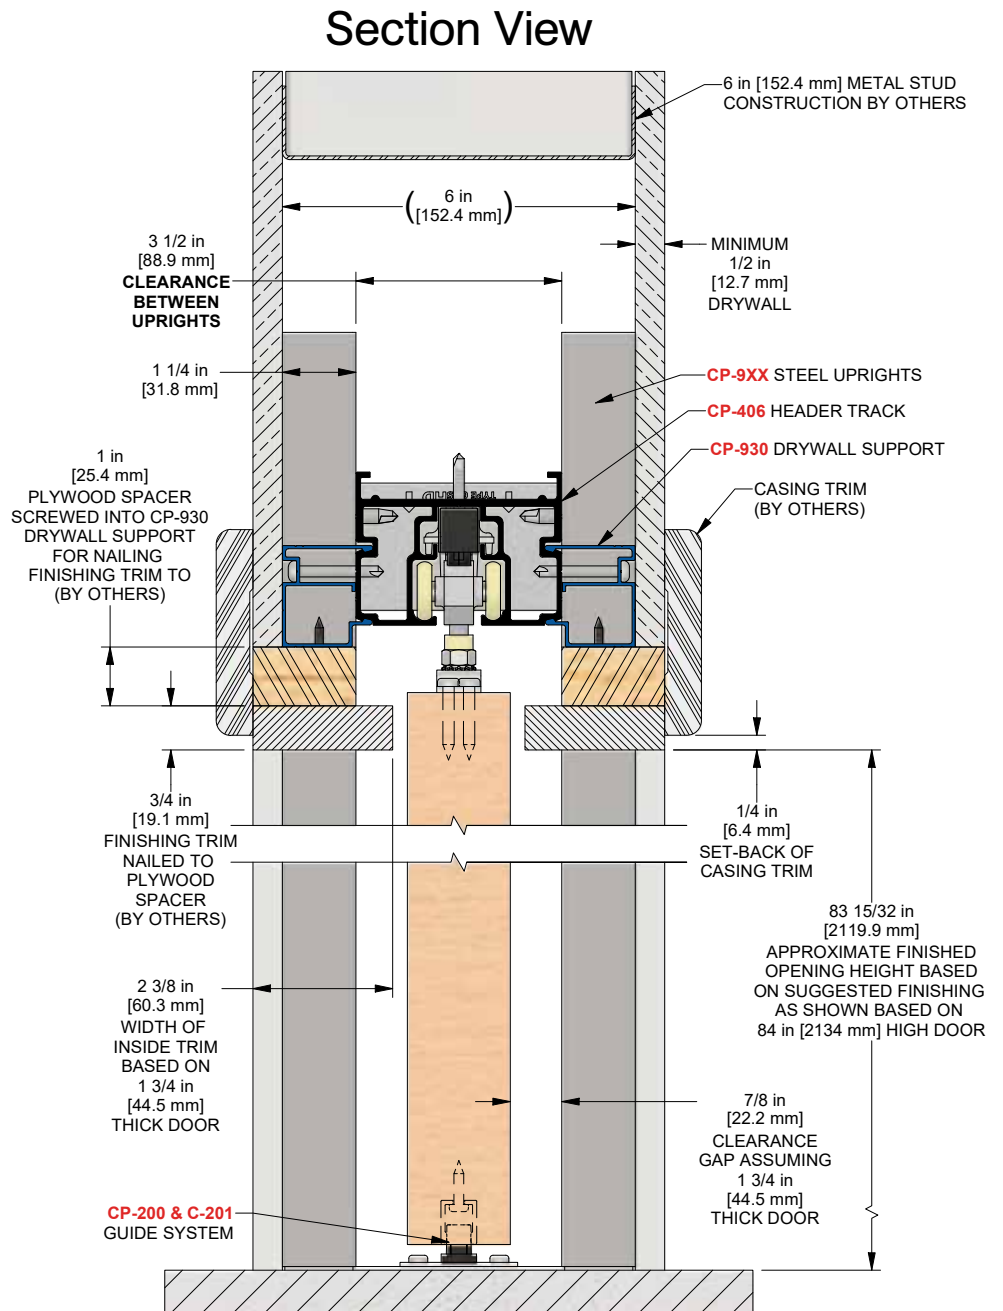 Section View
6 in [152.4 mm] METAL STUD
CONSTRUCTION BY OTHERS
( 6 in
[152.4 mm] )
3 1/2 in
[88.9 mm]
CLEARANCE
BETWEEN
UPRIGHTS
MINIMUM
1/2 in
[12.7 mm]
DRYWALL
1 1/4 in
[31.8 mm]
CP-9XX STEEL UPRIGHTS
CP-406 HEADER TRACK
CP-930 DRYWALL SUPPORT
CASING TRIM
(BY OTHERS)
1 in
[25.4 mm]
PLYWOOD SPACER
SCREWED INTO CP-930
DRYWALL SUPPORT
FOR NAILING
FINISHING TRIM TO
(BY OTHERS)
3/4 in
[19.1 mm]
FINISHING TRIM
NAILED TO
PLYWOOD
SPACER
(BY OTHERS)
1/4 in
[6.4 mm]
SET-BACK OF
CASING TRIM
83 15/32 in
[2119.9 mm]
APPROXIMATE FINISHED
OPENING HEIGHT BASED
ON SUGGESTED FINISHING
AS SHOWN BASED ON
84 in [2134 mm] HIGH DOOR
2 3/8 in
[60.3 mm]
WIDTH OF
INSIDE TRIM
BASED ON
1 3/4 in
[44.5 mm]
THICK DOOR
7/8 in
[22.2 mm]
CLEARANCE
GAP ASSUMING
1 3/4 in
[44.5 mm]
THICK DOOR
CP-200 & C-201
GUIDE SYSTEM